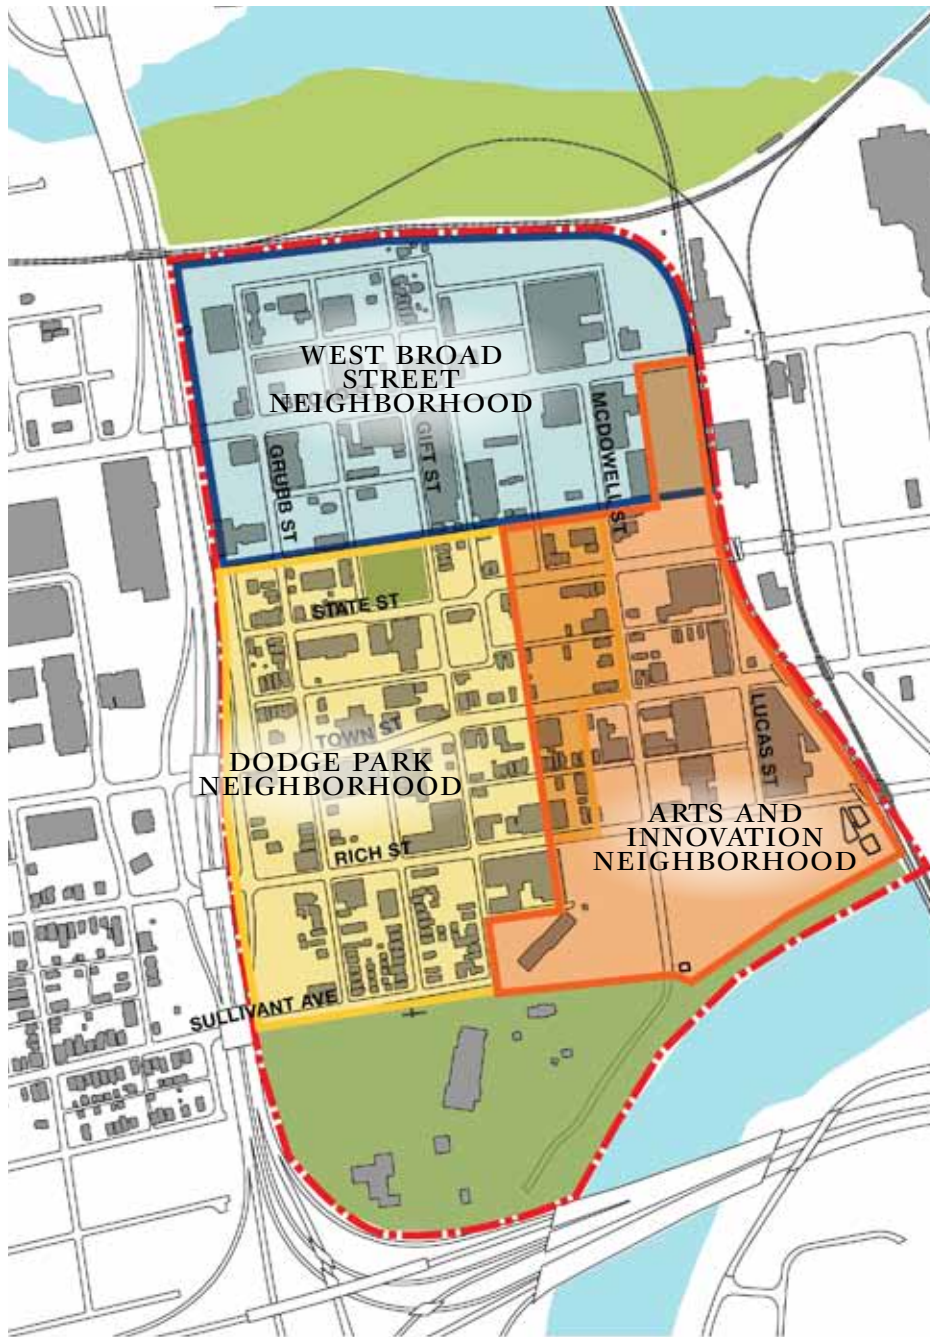 WEST BROAD
STREET
NEIGHBORHOOD
GRUBB ST
GIFT ST
MCDOWELL ST
STATE ST
TOWN ST
DODGE PARK
NEIGHBORHOOD
LUCAS ST
ARTS AND
INNOVATION
NEIGHBORHOOD
RICH ST
SULLIVANT AVE